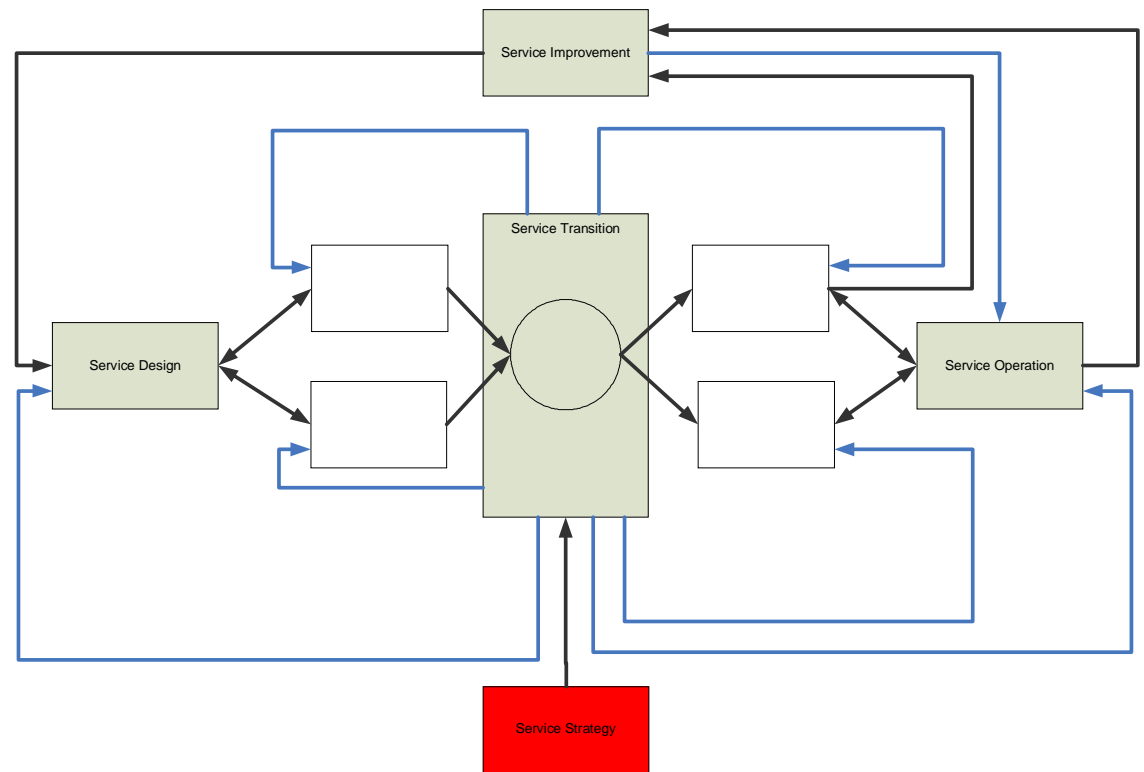 Service Improvement
Service Transition
Service Design
Service Operation
Service Strategy